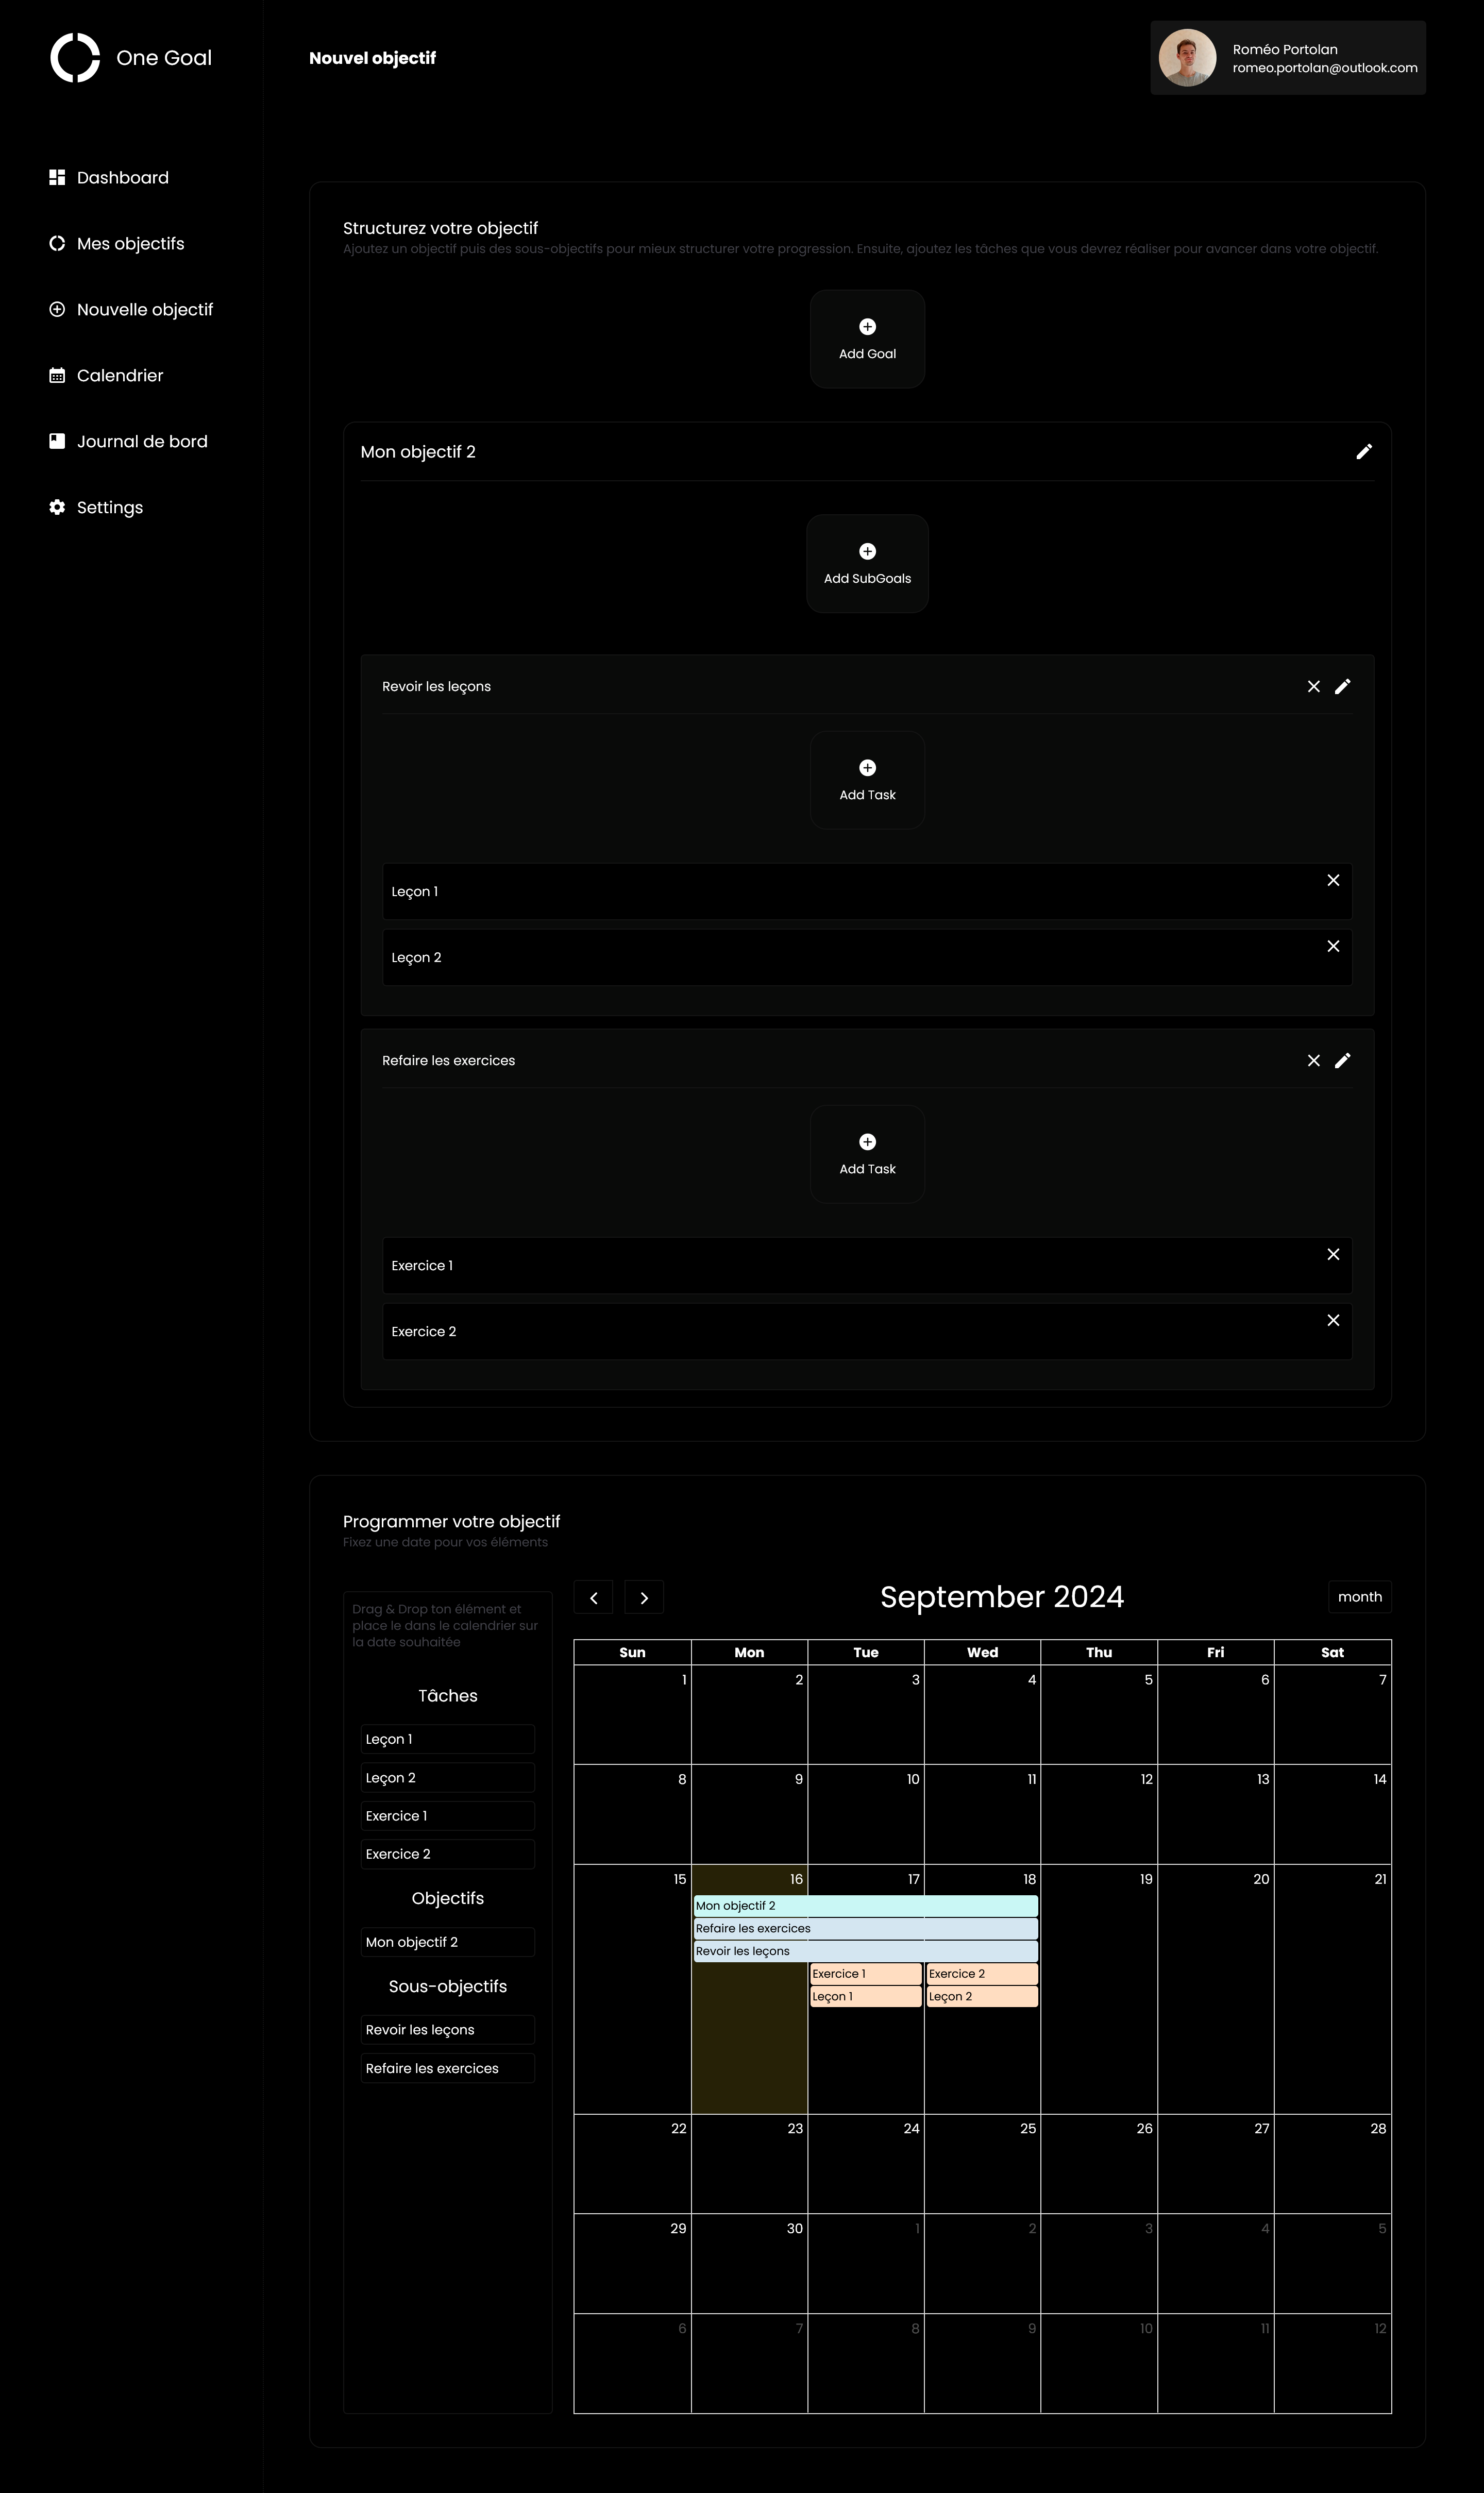 One Goal
Nouvel objectif
Roméo Portolan
romeo.portolan@outlook.com
Dashboard
Mes objectifs
Nouvelle objectif
Calendrier
Journal de bord
Settings
Structurez votre objectif
Ajoutez un objectif puis des sous-objectifs pour mieux structurer votre progression. Ensuite, ajoutez les tâches que vous devrez réaliser pour avancer dans votre objectif.
Add Goal
Mon objectif 2
Add SubGoals
Revoir les leçons
Add Task
Leçon 1
Leçon 2
Refaire les exercices
Add Task
Exercice 1
Exercice 2
Programmer votre objectif
Fixez une date pour vos éléments
Drag & Drop ton élément et
place le dans le calendrier sur
la date souhaitée
Tâches
Leçon 1
Leçon 2
Exercice 1
Exercice 2
Objectifs
Mon objectif 2
Sous-objectifs
Revoir les leçons
Refaire les exercices
September 2024
month
Sun Mon Tue Wed Thu Fri Sat
1 2 3 4 5 6 7
8 9 10 11 12 13 14
15 16 17 18 19 20 21
Mon objectif 2
Refaire les exercices
Revoir les leçons
Exercice 1 Exercice 2
Leçon 1 Leçon 2
22 23 24 25 26 27 28
29 30 1 2 3 4 5
6 7 8 9 10 11 12